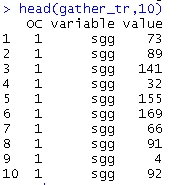 > head(gather_tr,10)
OC variable value
1 1 sgg 73
2 1 sgg 89
3 1 sgg 141
4 1 sgg 32
5 1 sgg 155
6 1 sgg 169
7 1 sgg 66
8 1 sgg 91
9 1 sgg 4
10 1 sgg 92